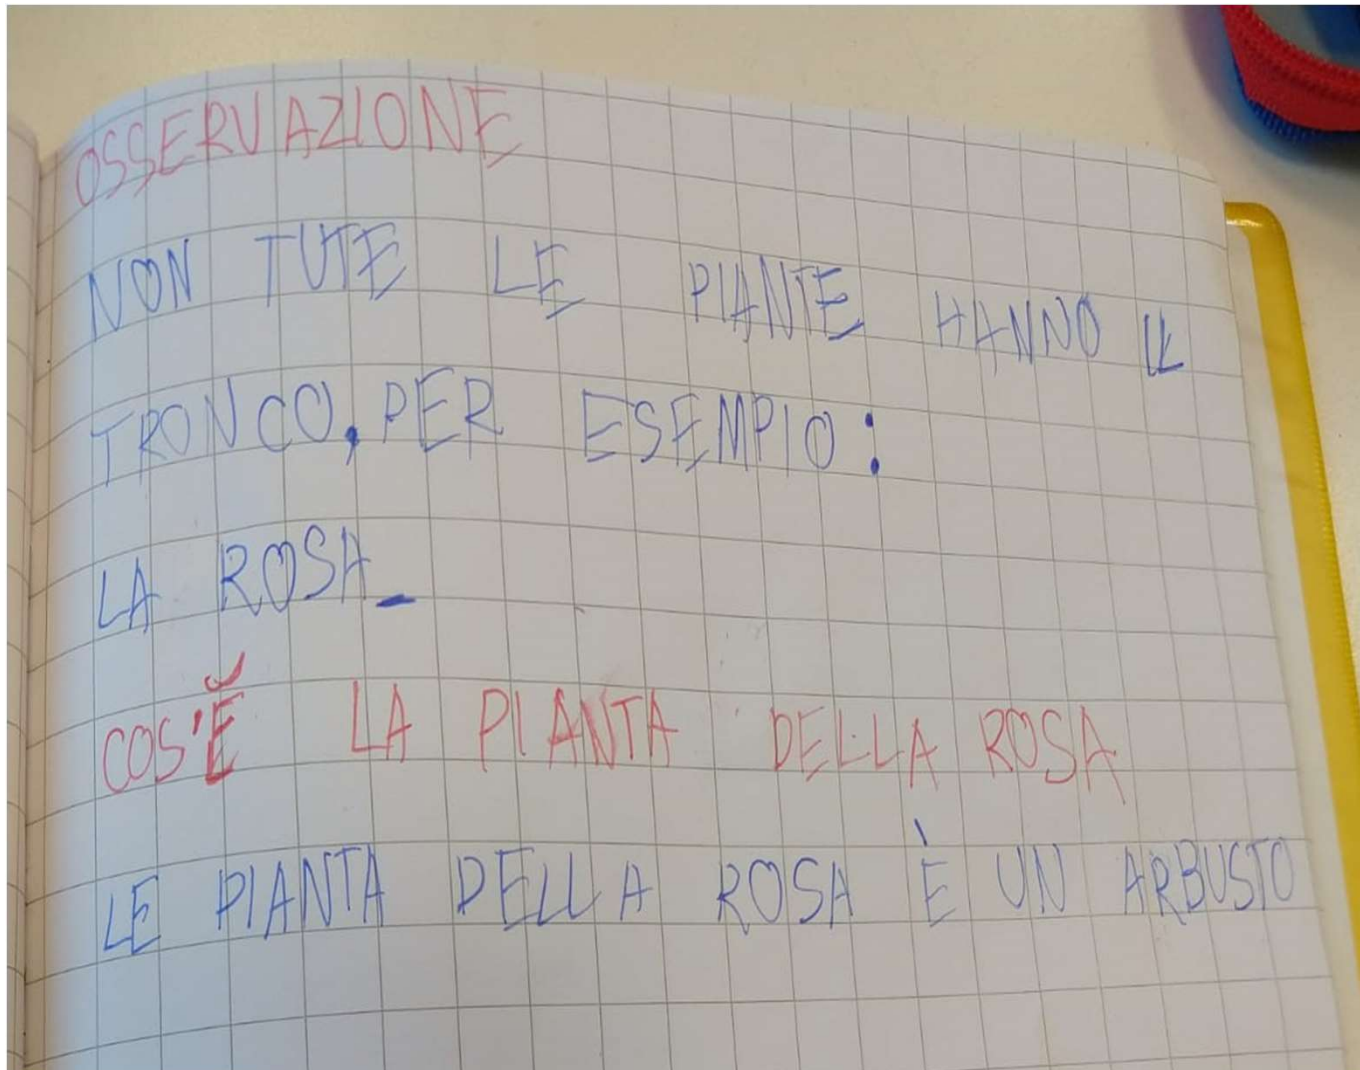 OSSERVAZIONE
NON TUTE LE PIANTE HANNO IL
TRONCO, PER ESEMPIO:
LA ROSA_
COS'È LA PIANTA DELLA ROSA
LE PIANTA DELLA ROSA È UN ARBUSTO